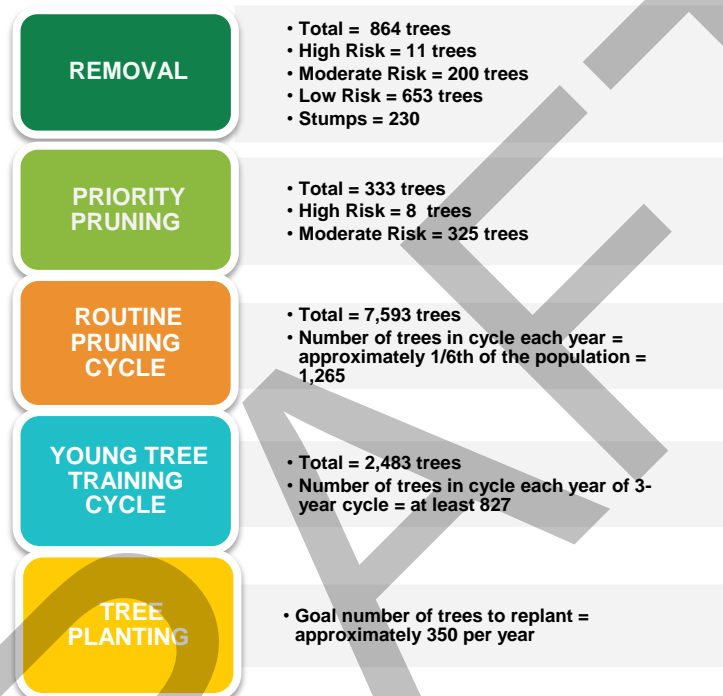 REMOVAL
• Total = 864 trees
• High Risk = 11 trees
• Moderate Risk = 200 trees
• Low Risk = 653 trees
• Stumps = 230
PRIORITY
PRUNING
• Total = 333 trees
• High Risk = 8 trees
• Moderate Risk = 325 trees
ROUTINE
PRUNING
CYCLE
• Total = 7,593 trees
• Number of trees in cycle each year =
approximately 1/6th of the population =
1,265
YOUNG TREE
TRAINING
CYCLE
• Total = 2,483 trees
• Number of trees in cycle each year of 3-
year cycle = at least 827
TREE
PLANTING
• Goal number of trees to replant =
approximately 350 per year